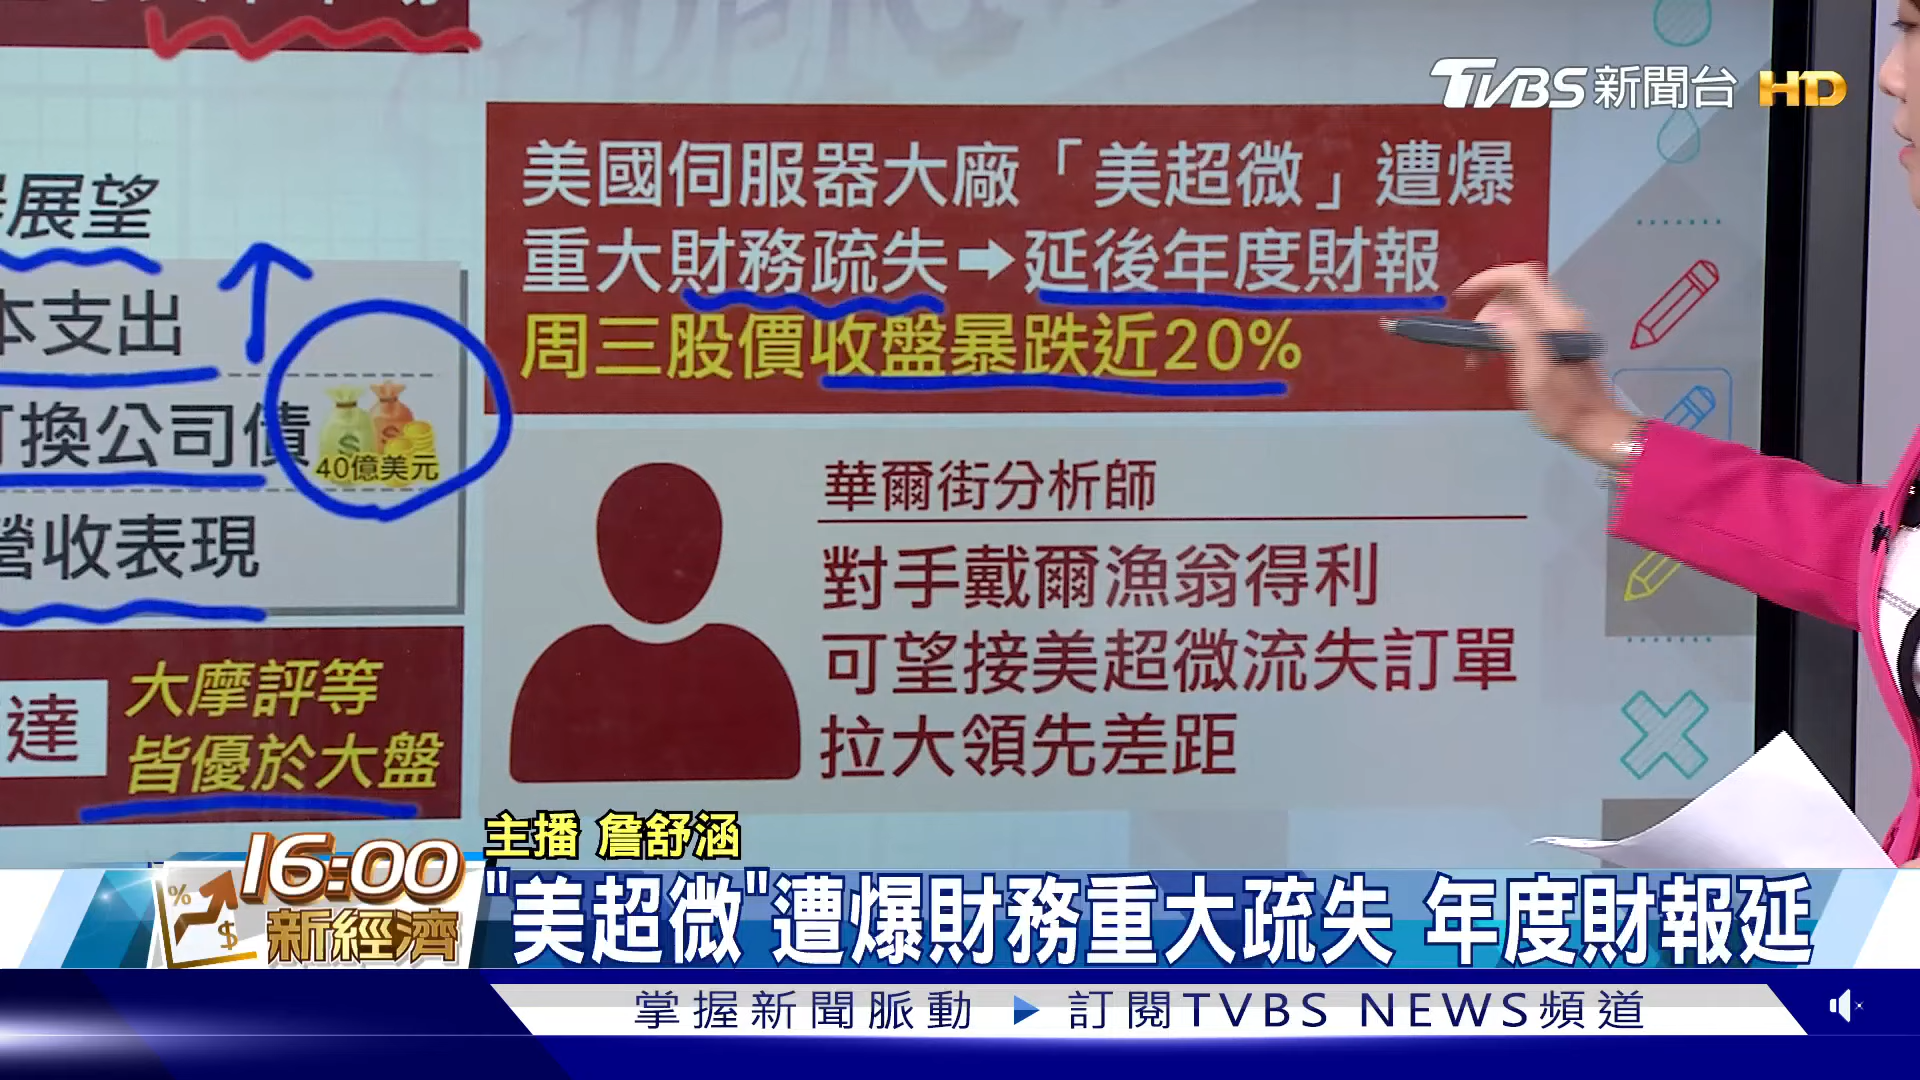 TVBS新聞台 HD
展望
本支出
可換公司債
40億美元
營收表現
達
大摩評等
皆優於大盤
美國伺服器大廠「美超微」遭爆
重大財務疏失➡延後年度財報
周三股價收盤暴跌近20%
華爾街分析師
對手戴爾漁翁得利
可望接美超微流失訂單
拉大領先差距
主播 詹舒涵
16:00
新經濟
"美超微"遭爆財務重大疏失 年度財報延
掌握新聞脈動 ▶ 訂閱TVBS NEWS頻道